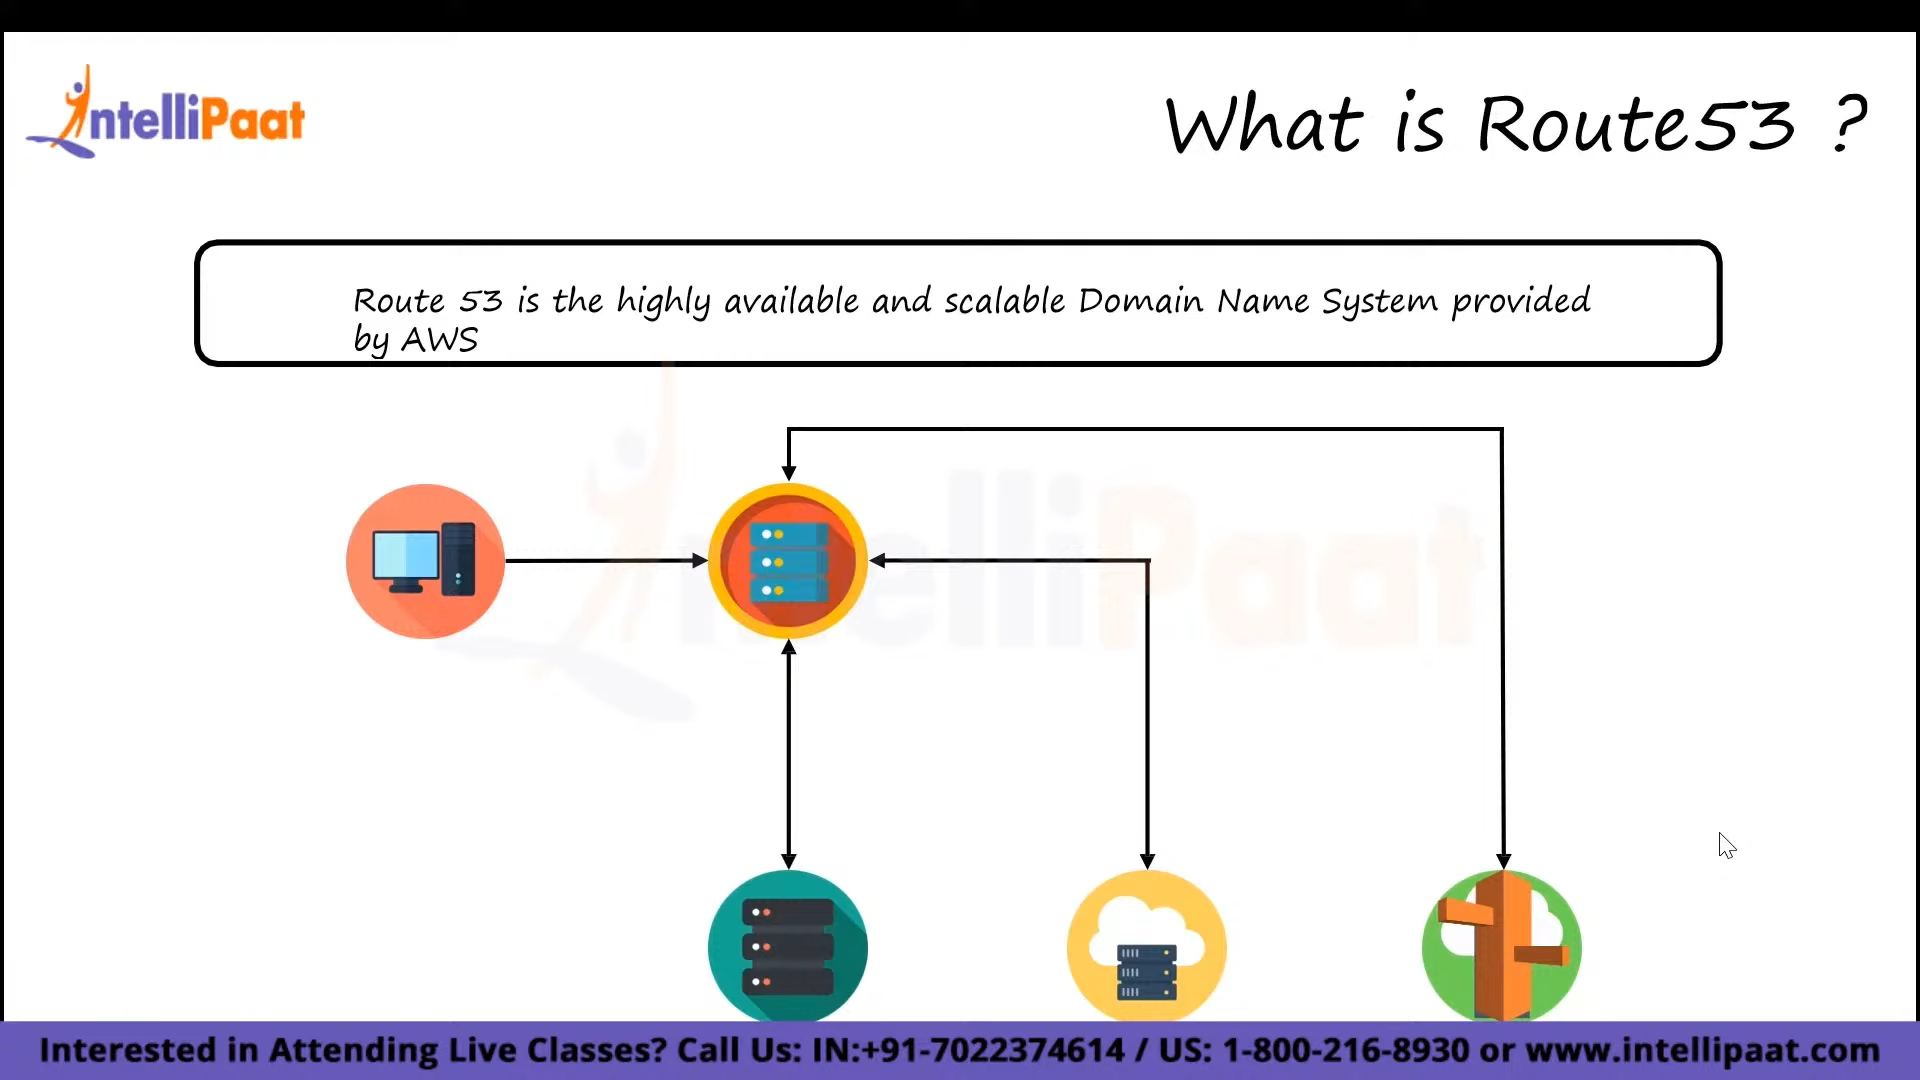 IntelliPaat
What is Route53 ?
Route 53 is the highly available and scalable Domain Name System provided
by AWS
IntelliPaat
Interested in Attending Live Classes? Call Us: IN:+91-7022374614 / US: 1-800-216-8930 or www.intellipaat.com